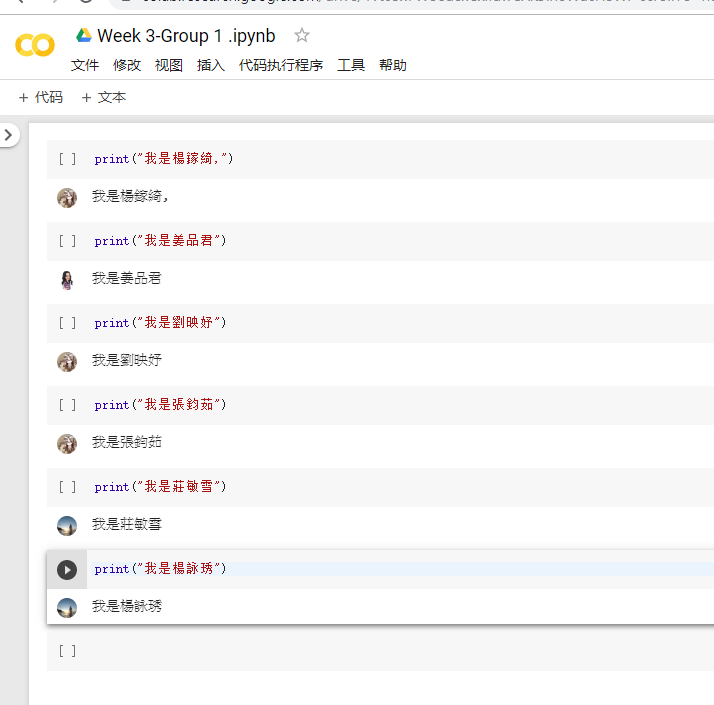 Week 3-Group 1 .ipynb
文件 修改 视图 插入 代码执行程序 工具 帮助
+ 代码 + 文本
[ ] print("我是楊鎵綺,")
我是楊鎵綺,
[ ] print("我是姜品君")
我是姜品君
[ ] print("我是劉映妤")
我是劉映妤
[ ] print("我是張鈞茹")
我是張鈞茹
[ ] print("我是莊敏雪")
我是莊敏雪
print("我是楊詠琇")
我是楊詠琇
[ ]